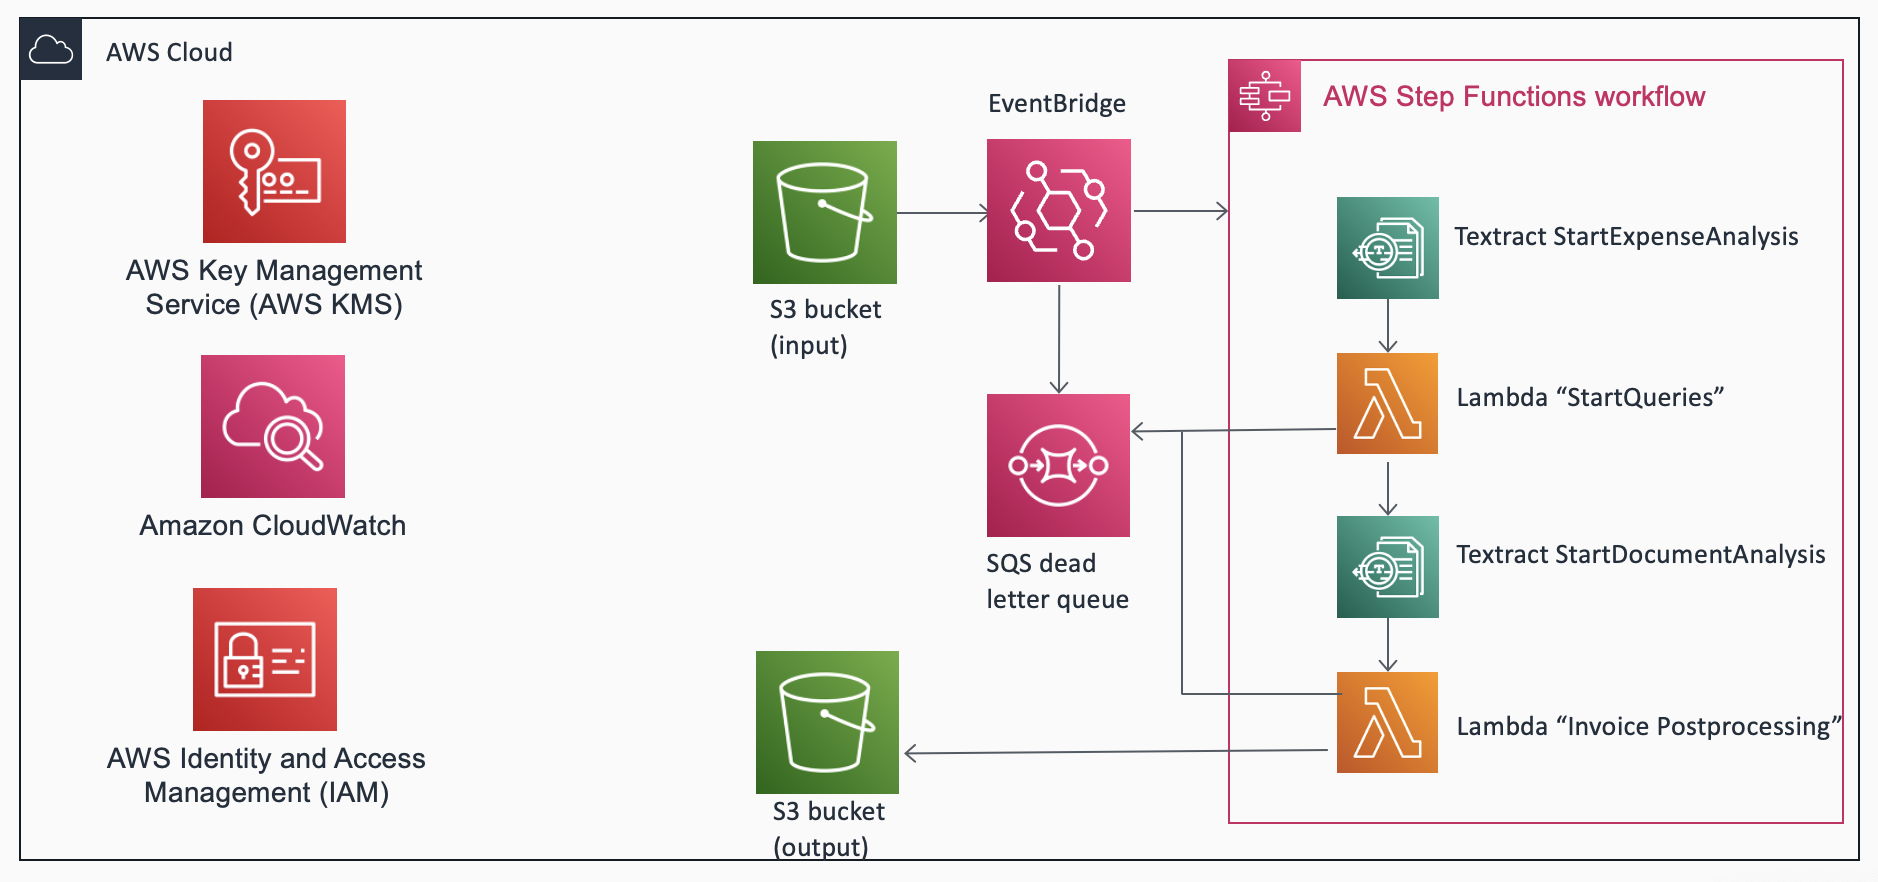 AWS Cloud
AWS Key Management
Service (AWS KMS)
Amazon CloudWatch
AWS Identity and Access
Management (IAM)
S3 bucket
(input)
EventBridge
SQS dead
letter queue
S3 bucket
(output)
AWS Step Functions workflow
Textract StartExpenseAnalysis
Lambda “StartQueries”
Textract StartDocumentAnalysis
Lambda “Invoice Postprocessing”